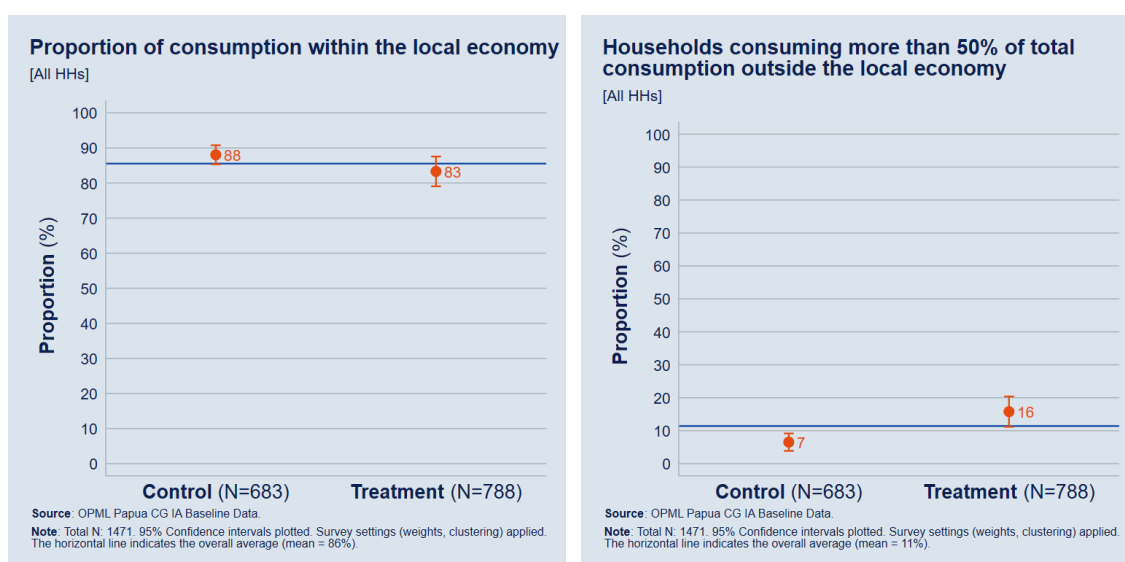 Proportion of consumption within the local economy
[All HHs]
100
90
80
70
60
50
40
30
20
10
0
Proportion (%)
88
83
Control (N=683)
Treatment (N=788)
Source: OPML Papua CG IA Baseline Data.
Note: Total N: 1471. 95% Confidence intervals plotted. Survey settings (weights, clustering) applied.
The horizontal line indicates the overall average (mean = 86%).
Households consuming more than 50% of total
consumption outside the local economy
[All HHs]
100
90
80
70
60
50
40
30
20
10
0
Proportion (%)
7
16
Control (N=683)
Treatment (N=788)
Source: OPML Papua CG IA Baseline Data.
Note: Total N: 1471. 95% Confidence intervals plotted. Survey settings (weights, clustering) applied.
The horizontal line indicates the overall average (mean = 11%).